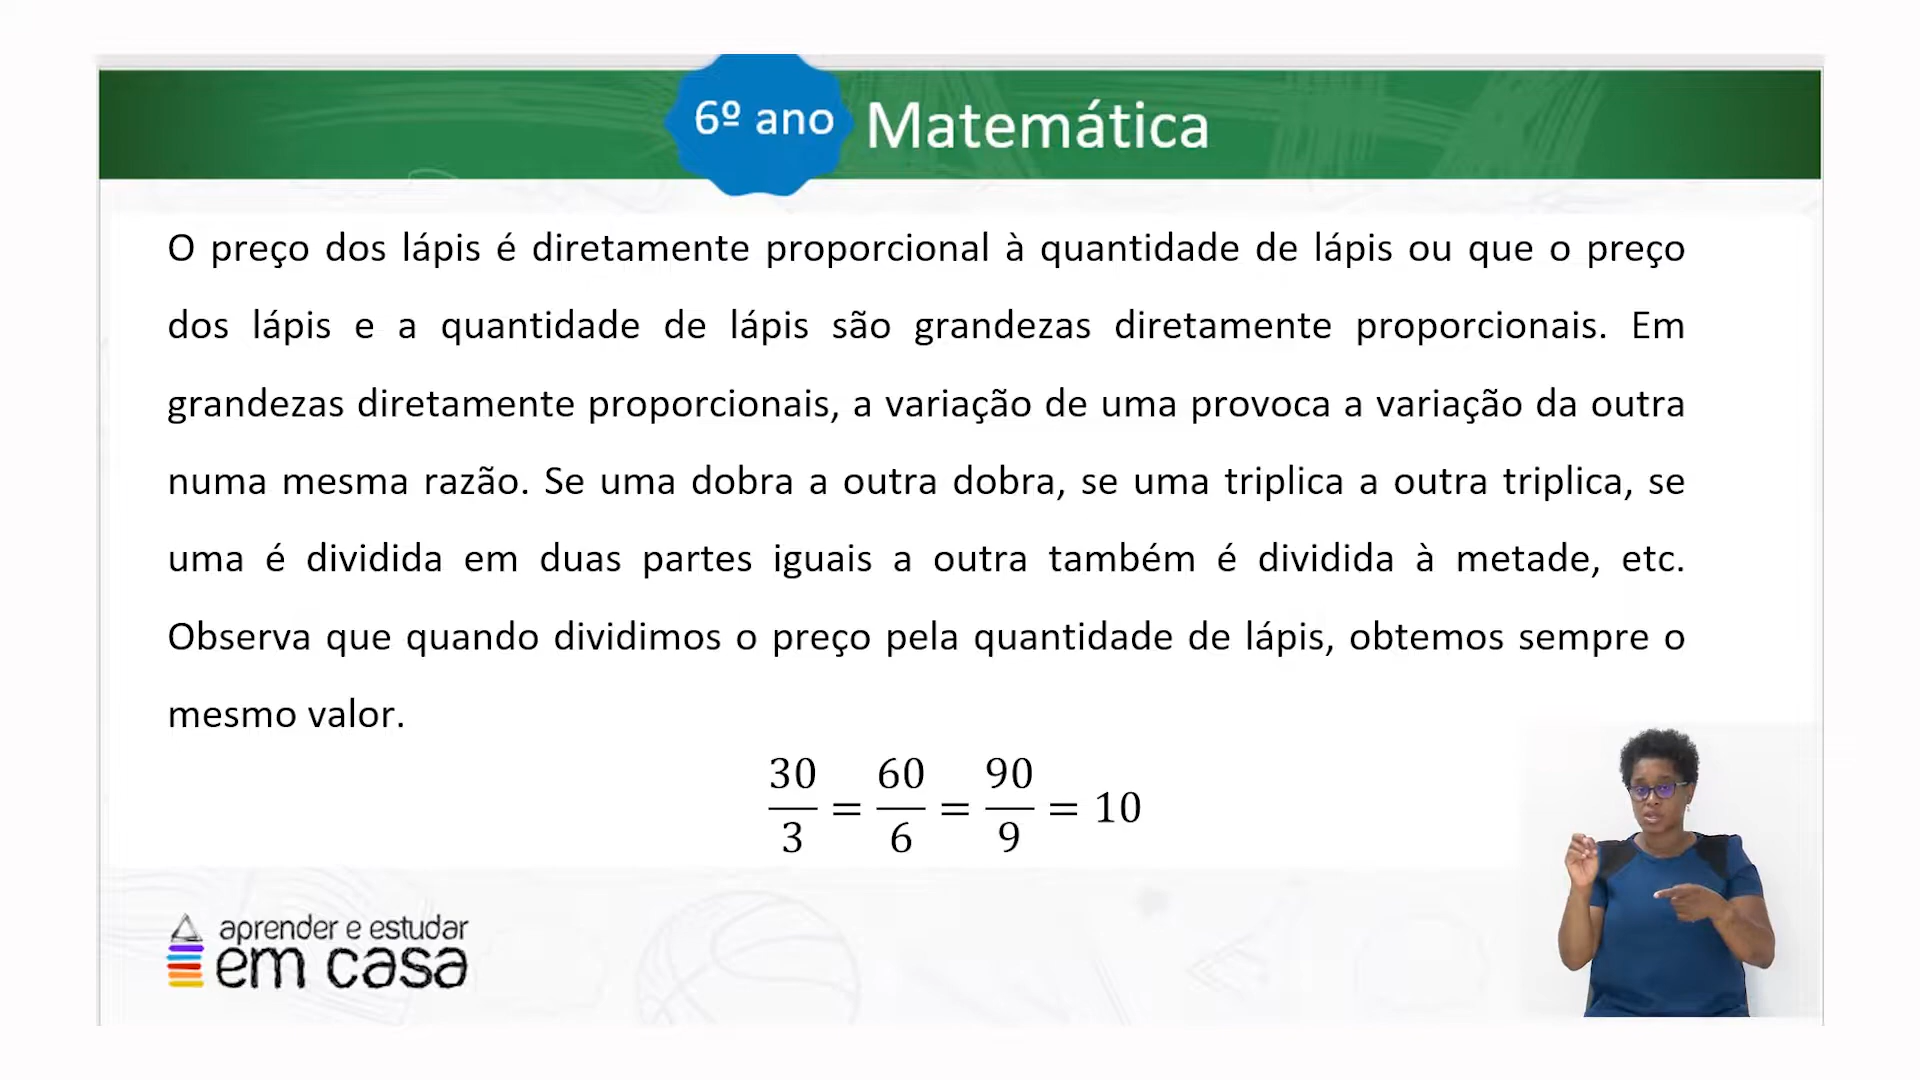 6º ano Matemática
O preço dos lápis é diretamente proporcional à quantidade de lápis ou que o preço
dos lápis e a quantidade de lápis são grandezas diretamente proporcionais. Em
grandezas diretamente proporcionais, a variação de uma provoca a variação da outra
numa mesma razão. Se uma dobra a outra dobra, se uma triplica a outra triplica, se
uma é dividida em duas partes iguais a outra também é dividida à metade, etc.
Observa que quando dividimos o preço pela quantidade de lápis, obtemos sempre o
mesmo valor.
30/3 = 60/6 = 90/9 = 10
aprender e estudar
em casa